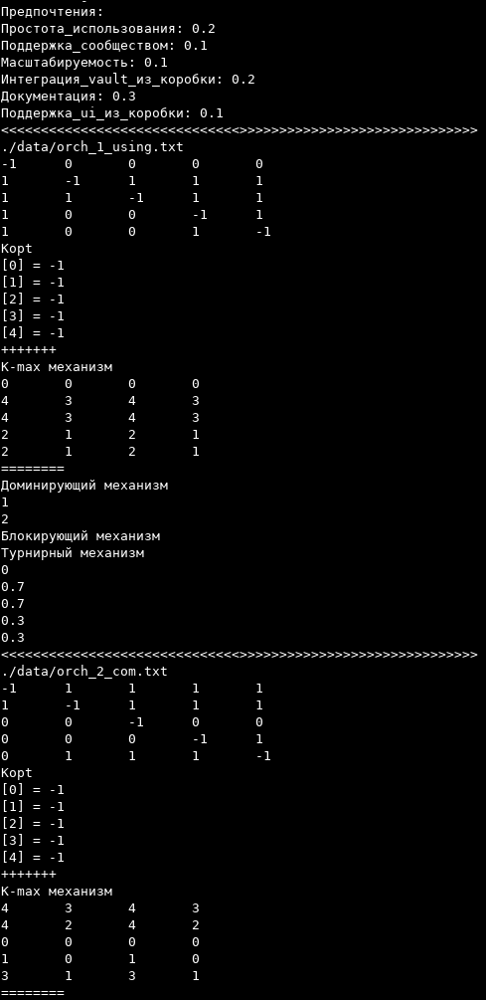 Предпочтения:
Простота_использования: 0.2
Поддержка_сообществом: 0.1
Масштабируемость: 0.1
Интеграция_vault_из_коробки: 0.2
Документация: 0.3
Поддержка_ui_из_коробки: 0.1
<<<<<<<<<<<<<<<<<<<<<<<<<<<<<<>>>>>>>>>>>>>>>>>>>>>>>>>>>>>>
./data/orch_1_using.txt
-1 0 0 0 0
1 -1 1 1 1
1 1 -1 1 1
1 0 0 -1 1
1 0 0 1 -1
Корт
[0] = -1
[1] = -1
[2] = -1
[3] = -1
[4] = -1
+++++++
K-max механизм
0 0 0 0
4 3 4 3
4 3 4 3
2 1 2 1
2 1 2 1
========
Доминирующий механизм
1
2
Блокирующий механизм
Турнирный механизм
0
0.7
0.7
0.3
0.3
<<<<<<<<<<<<<<<<<<<<<<<<<<<<<<>>>>>>>>>>>>>>>>>>>>>>>>>>>>>>
./data/orch_2_com.txt
-1 1 1 1 1
1 -1 1 1 1
0 0 -1 0 0
0 0 0 -1 1
0 1 1 1 -1
Корт
[0] = -1
[1] = -1
[2] = -1
[3] = -1
[4] = -1
+++++++
K-max механизм
4 3 4 3
4 2 4 2
0 0 0 0
1 0 1 0
3 1 3 1
========